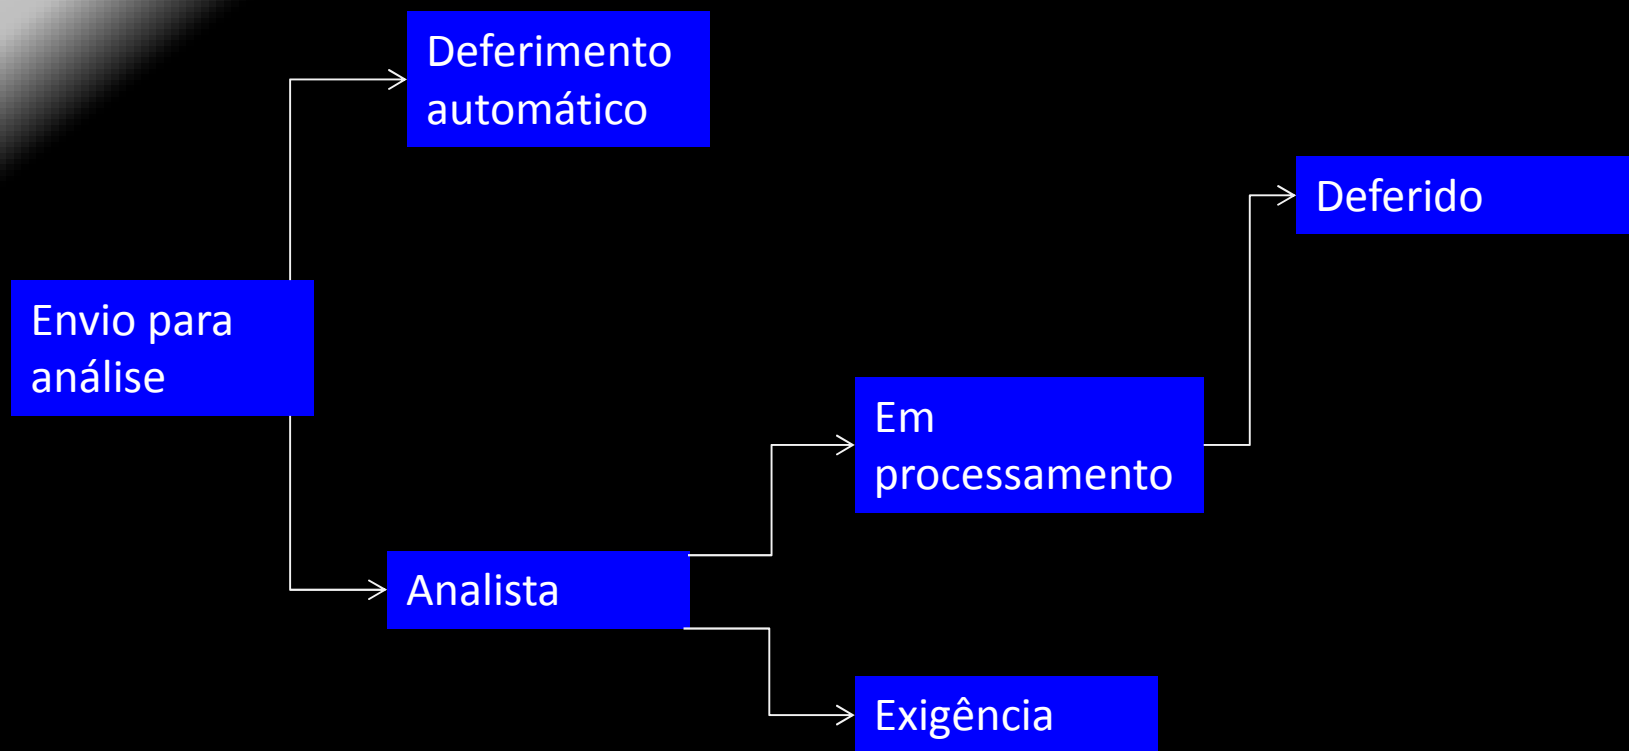 Deferimento
automático
Deferido
Envio para
análise
Em
processamento
Analista
Exigência